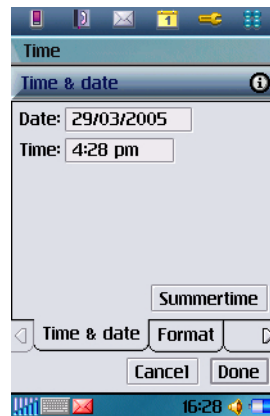 1
Time
Time & date
Date: 29/03/2005
Time: 4:28 pm
Summertime
Time & date Format
Cancel Done
16:28